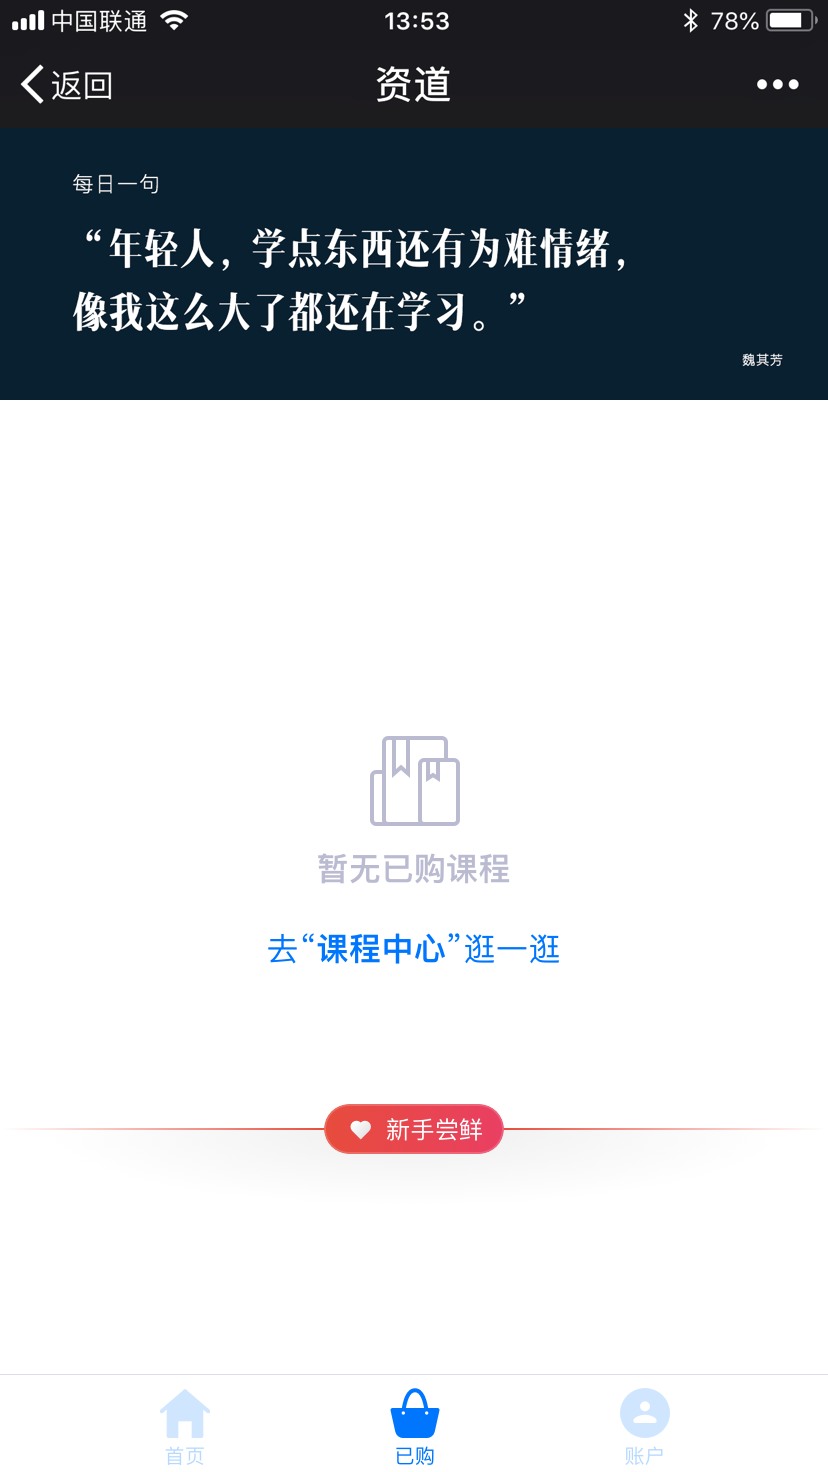 中国联通 13:53 78%
返回 资道
每日一句
“年轻人，学点东西还有为难情绪，
像我这么大了都还在学习。”
魏其芳
暂无已购课程
去“课程中心”逛一逛
新手尝鲜
首页 已购 账户